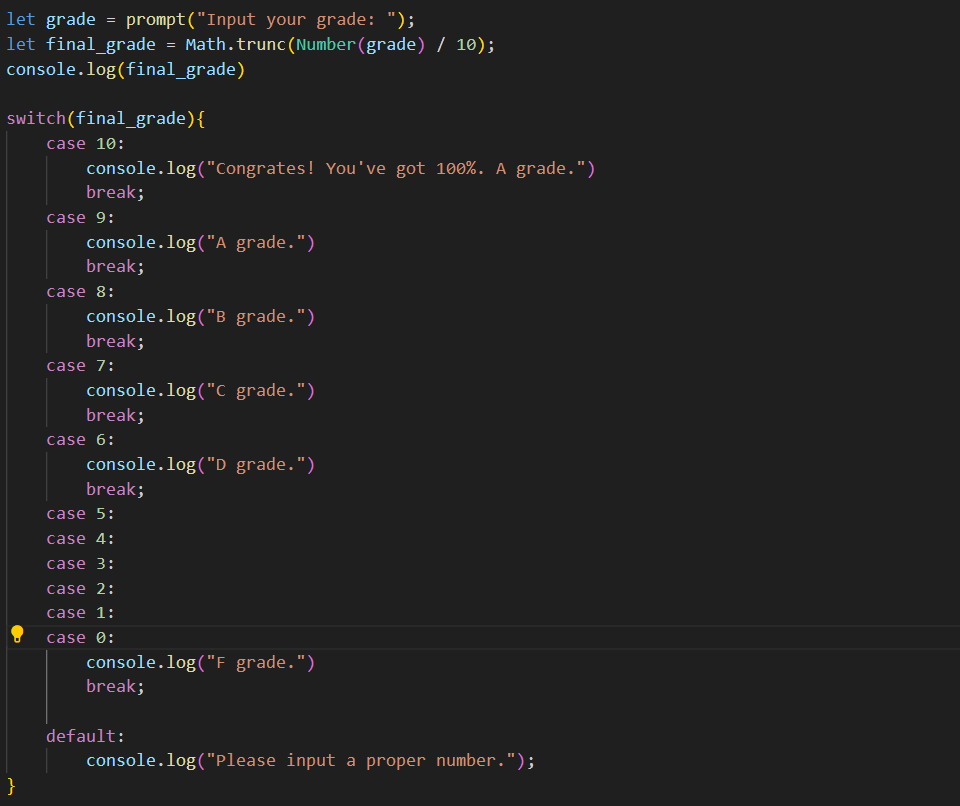 let grade = prompt("Input your grade: ");
let final_grade = Math.trunc(Number(grade) / 10);
console.log(final_grade)

switch(final_grade){
    case 10:
        console.log("Congrates! You've got 100%. A grade.")
        break;
    case 9:
        console.log("A grade.")
        break;
    case 8:
        console.log("B grade.")
        break;
    case 7:
        console.log("C grade.")
        break;
    case 6:
        console.log("D grade.")
        break;
    case 5:
    case 4:
    case 3:
    case 2:
    case 1:
    case 0:
        console.log("F grade.")
        break;

    default:
        console.log("Please input a proper number.");
}